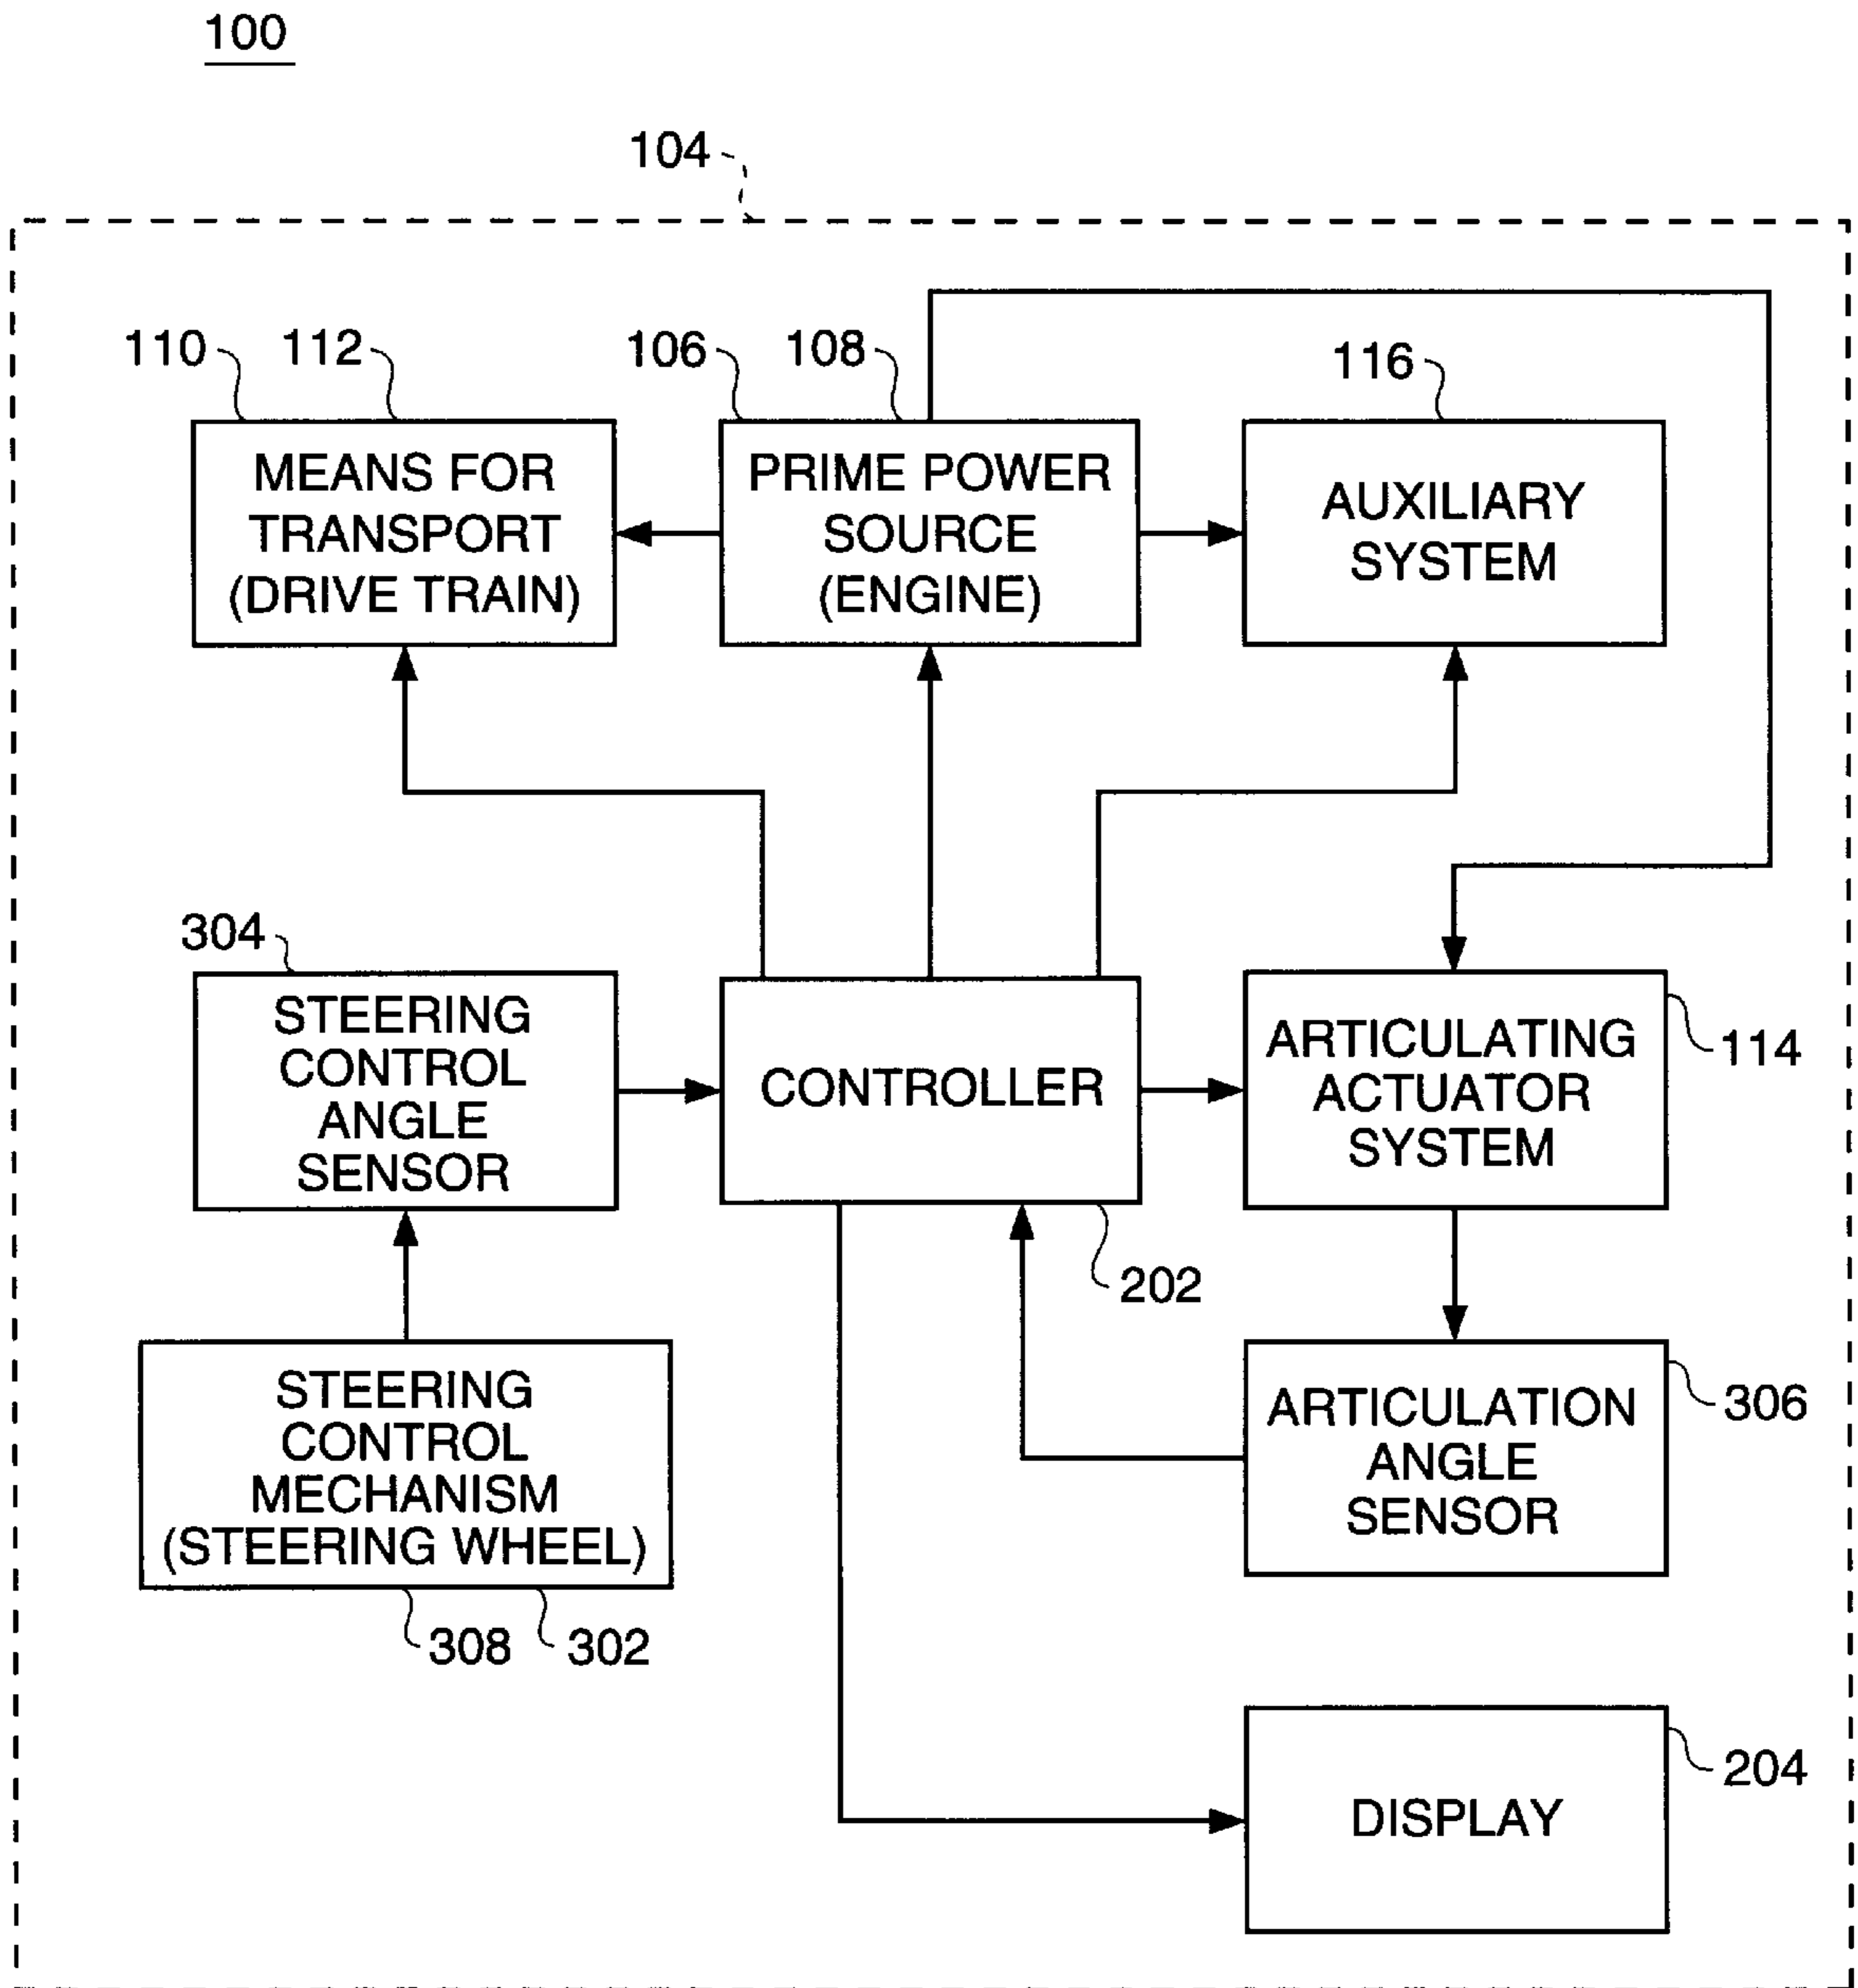 100
104
110
112
106
108
116
MEANS FOR
TRANSPORT
(DRIVE TRAIN)
PRIME POWER
SOURCE
(ENGINE)
AUXILIARY
SYSTEM
304
STEERING
CONTROL
ANGLE
SENSOR
CONTROLLER
202
ARTICULATING
ACTUATOR
SYSTEM
114
STEERING
CONTROL
MECHANISM
(STEERING WHEEL)
308
302
ARTICULATION
ANGLE
SENSOR
306
DISPLAY
204